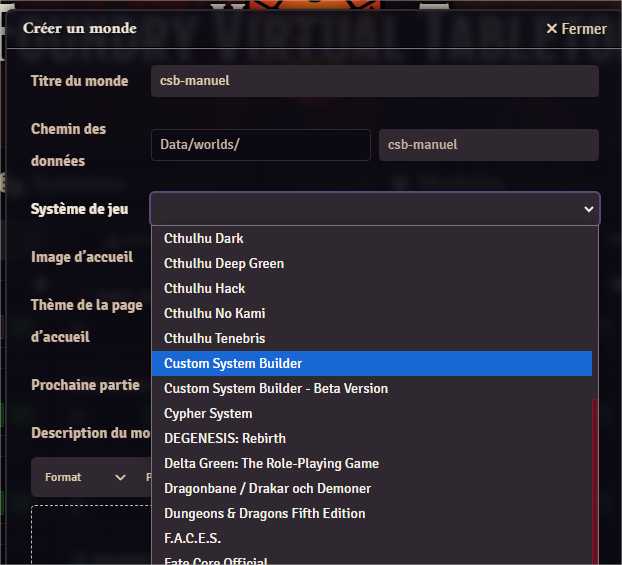 Créer un monde
Fermer
Titre du monde
csb-manuel
Chemin des
données
Data/worlds/
csb-manuel
Système de jeu
Cthulhu Dark
Cthulhu Deep Green
Image d'accueil
Cthulhu Hack
Cthulhu No Kami
Thème de la page
d'accueil
Cthulhu Tenebris
Custom System Builder
Prochaine partie
Custom System Builder - Beta Version
Cypher System
Description du mo
DEGENESIS: Rebirth
Delta Green: The Role-Playing Game
Format
Dragonbane / Drakar och Demoner
Dungeons & Dragons Fifth Edition
F.A.C.E.S.
Fate Core Official